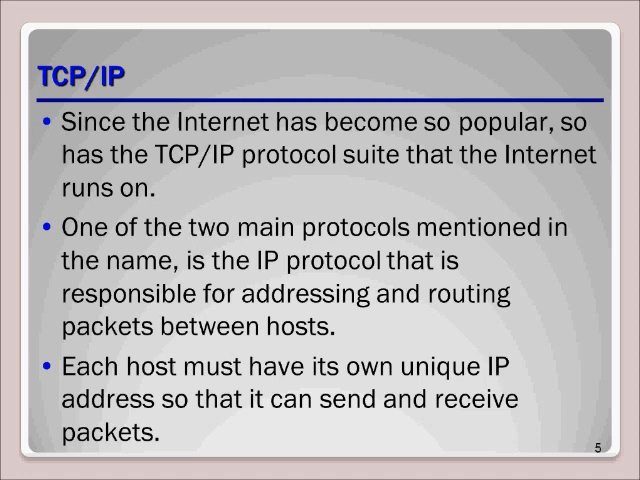 TCP/IP
• Since the Internet has become so popular, so
has the TCP/IP protocol suite that the Internet
runs on.
• One of the two main protocols mentioned in
the name, is the IP protocol that is
responsible for addressing and routing
packets between hosts.
• Each host must have its own unique IP
address so that it can send and receive
packets.
5